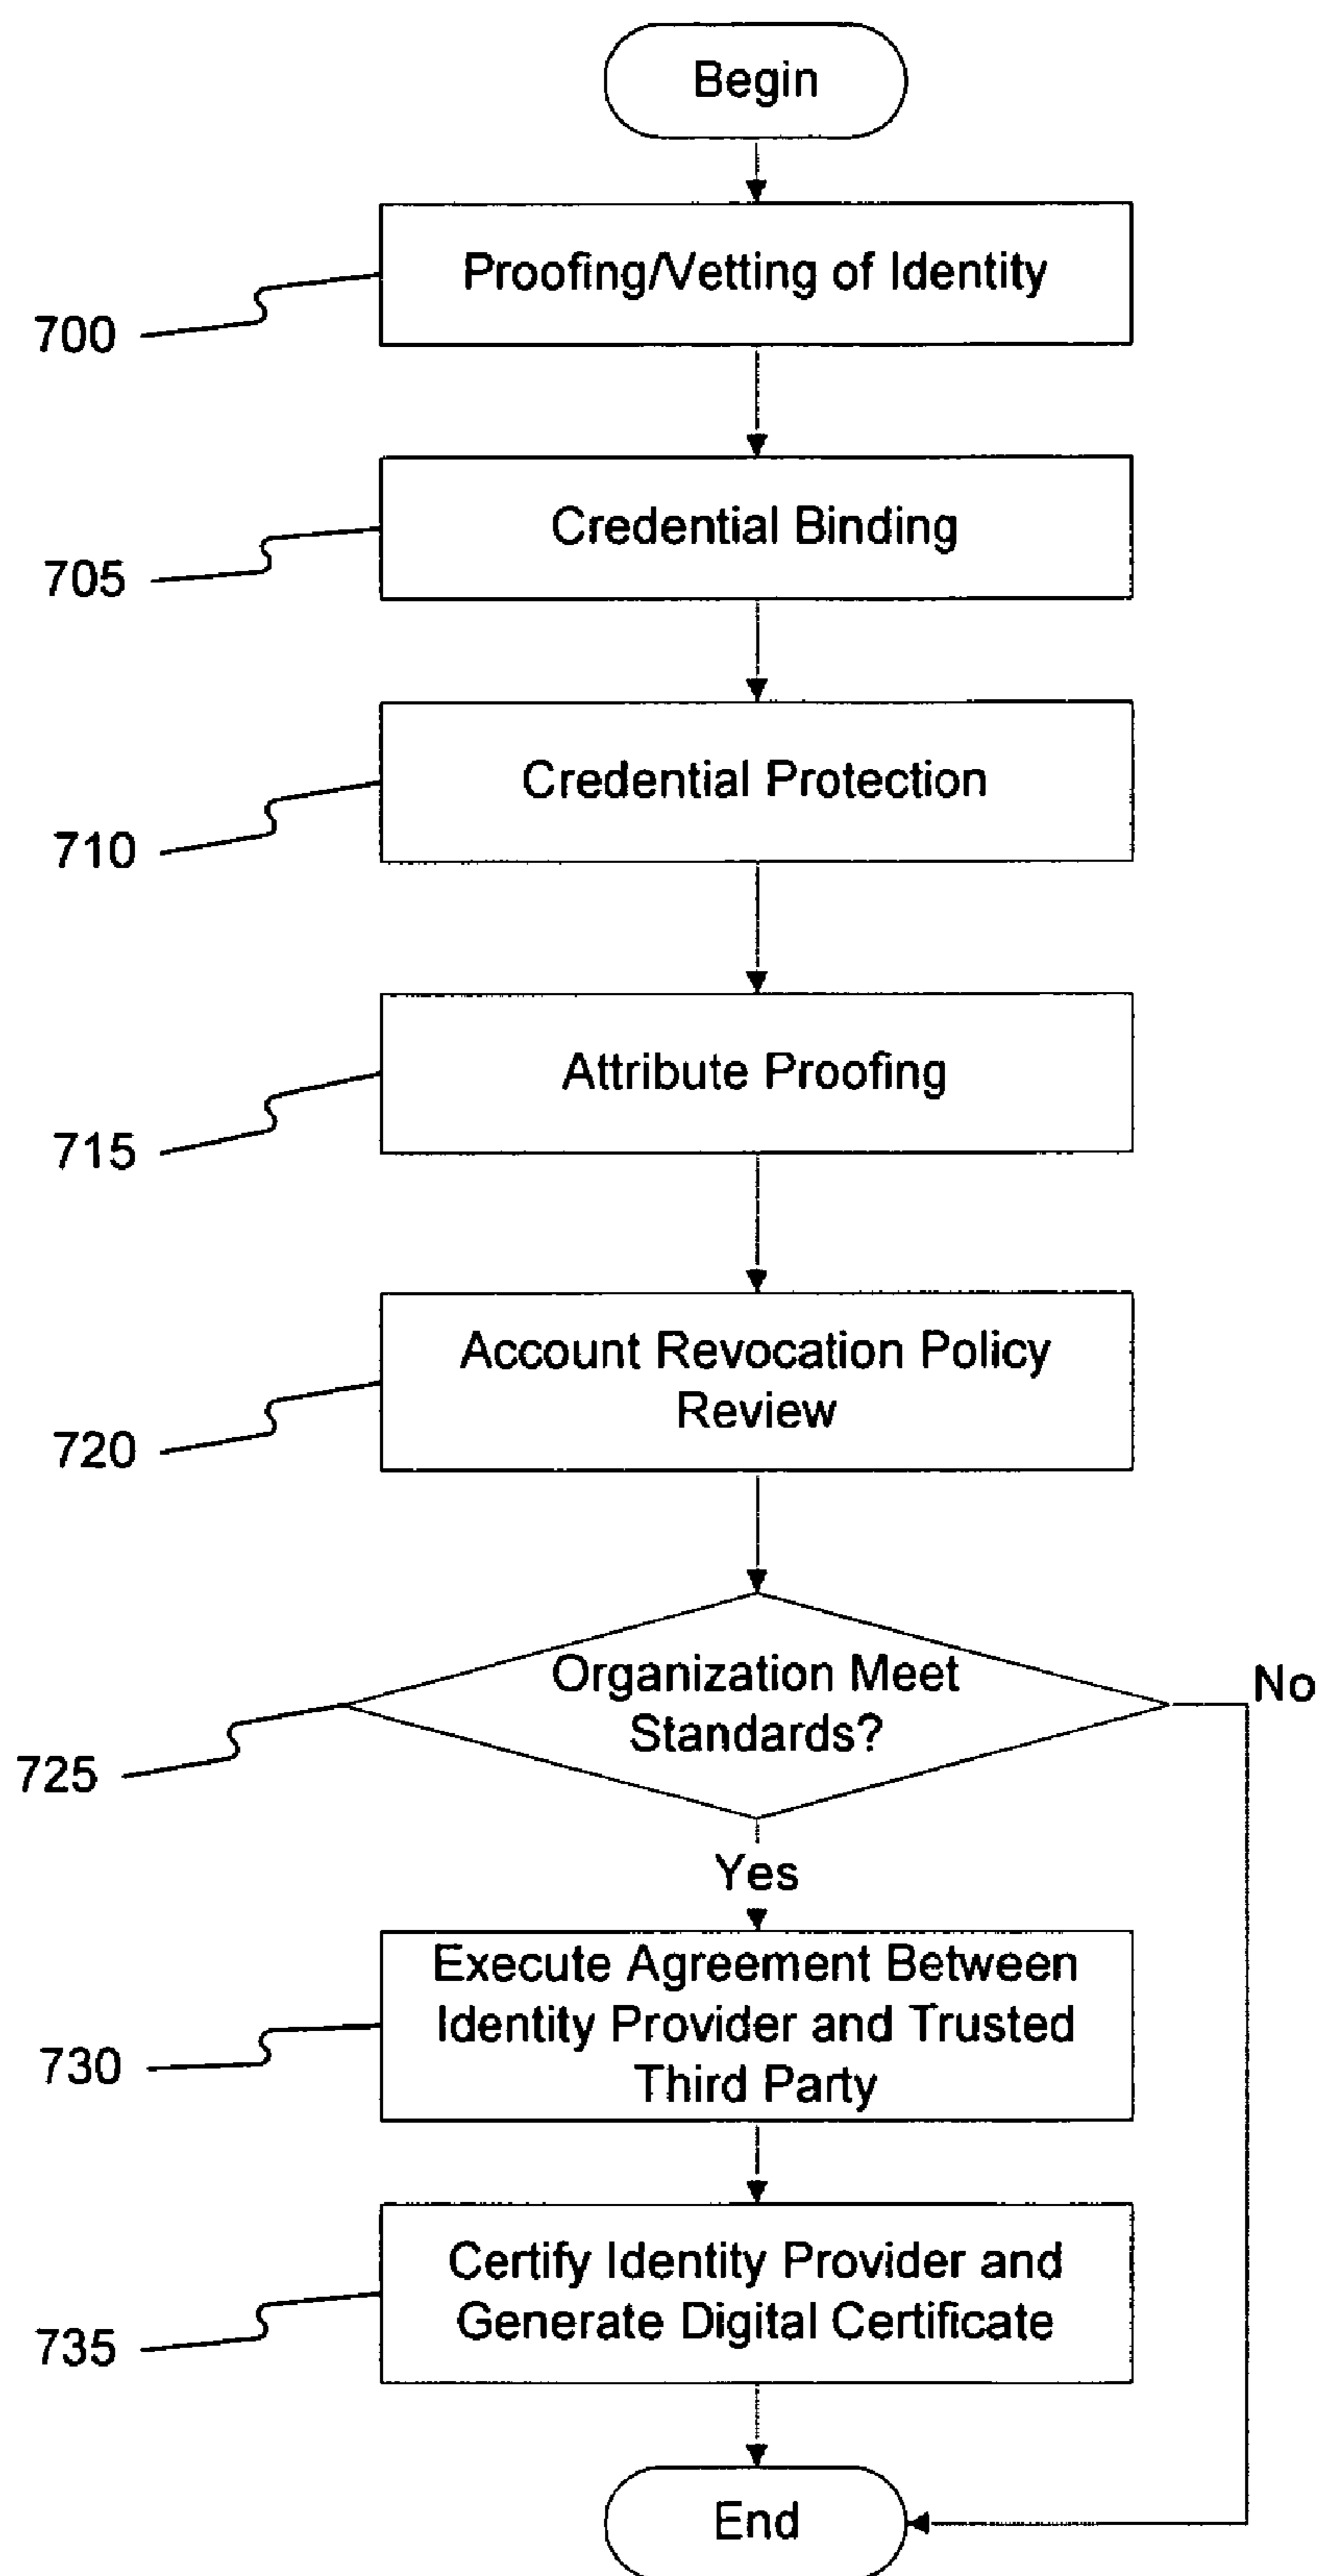 Begin
Proofing/Vetting of Identity
700
Credential Binding
705
Credential Protection
710
Attribute Proofing
715
Account Revocation Policy
Review
720
Organization Meet
Standards?
No
725
Yes
Execute Agreement Between
Identity Provider and Trusted
Third Party
730
Certify Identity Provider and
Generate Digital Certificate
735
End